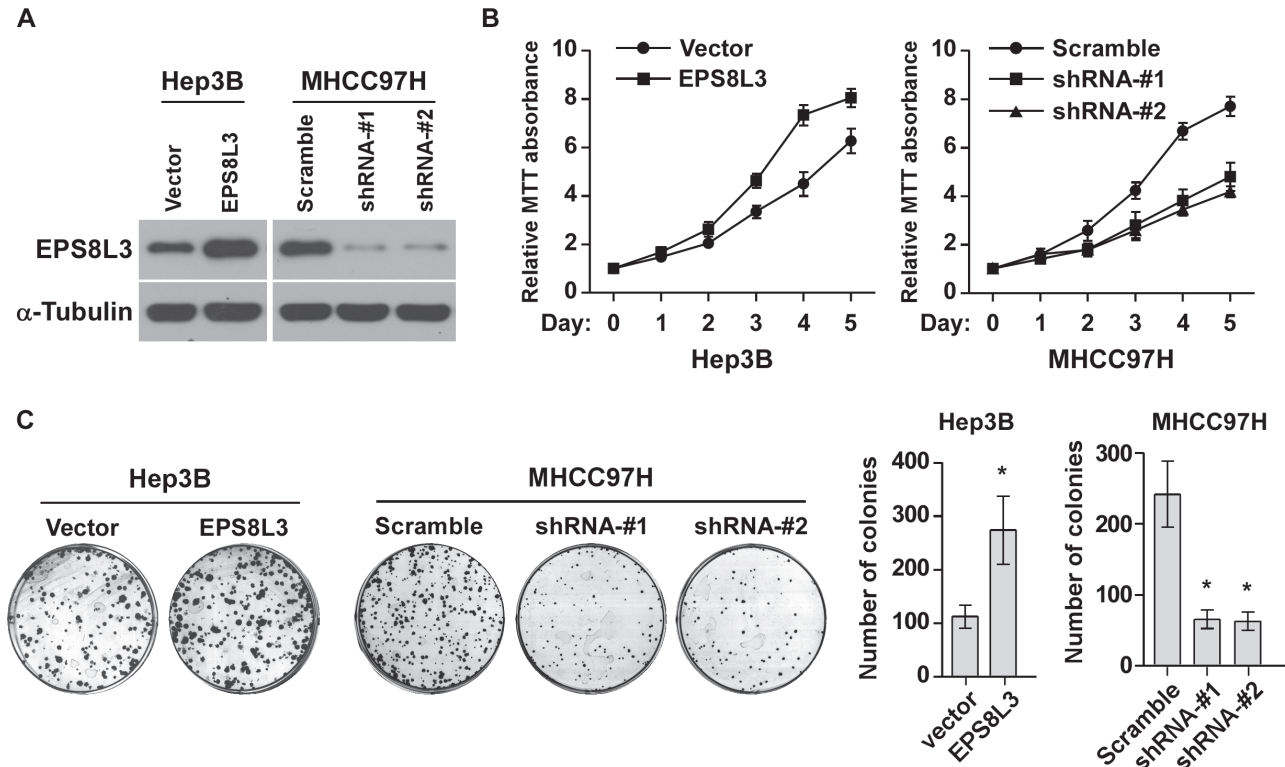 A
Hep3B
MHCC97H
Vector
EPS8L3
Scramble
shRNA-#1
shRNA-#2
EPS8L3
α-Tubulin
B
Relative MTT absorbance
10
8
6
4
2
0
Vector
EPS8L3
Day: 0 1 2 3 4 5
Hep3B
Relative MTT absorbance
10
8
6
4
2
0
Scramble
shRNA-#1
shRNA-#2
Day: 0 1 2 3 4 5
MHCC97H
C
Hep3B
Vector EPS8L3
MHCC97H
Scramble shRNA-#1 shRNA-#2
Hep3B
Number of colonies
400
300
200
100
0
*
vector
EPS8L3
MHCC97H
Number of colonies
300
200
100
0
* *
Scramble
shRNA-#1
shRNA-#2